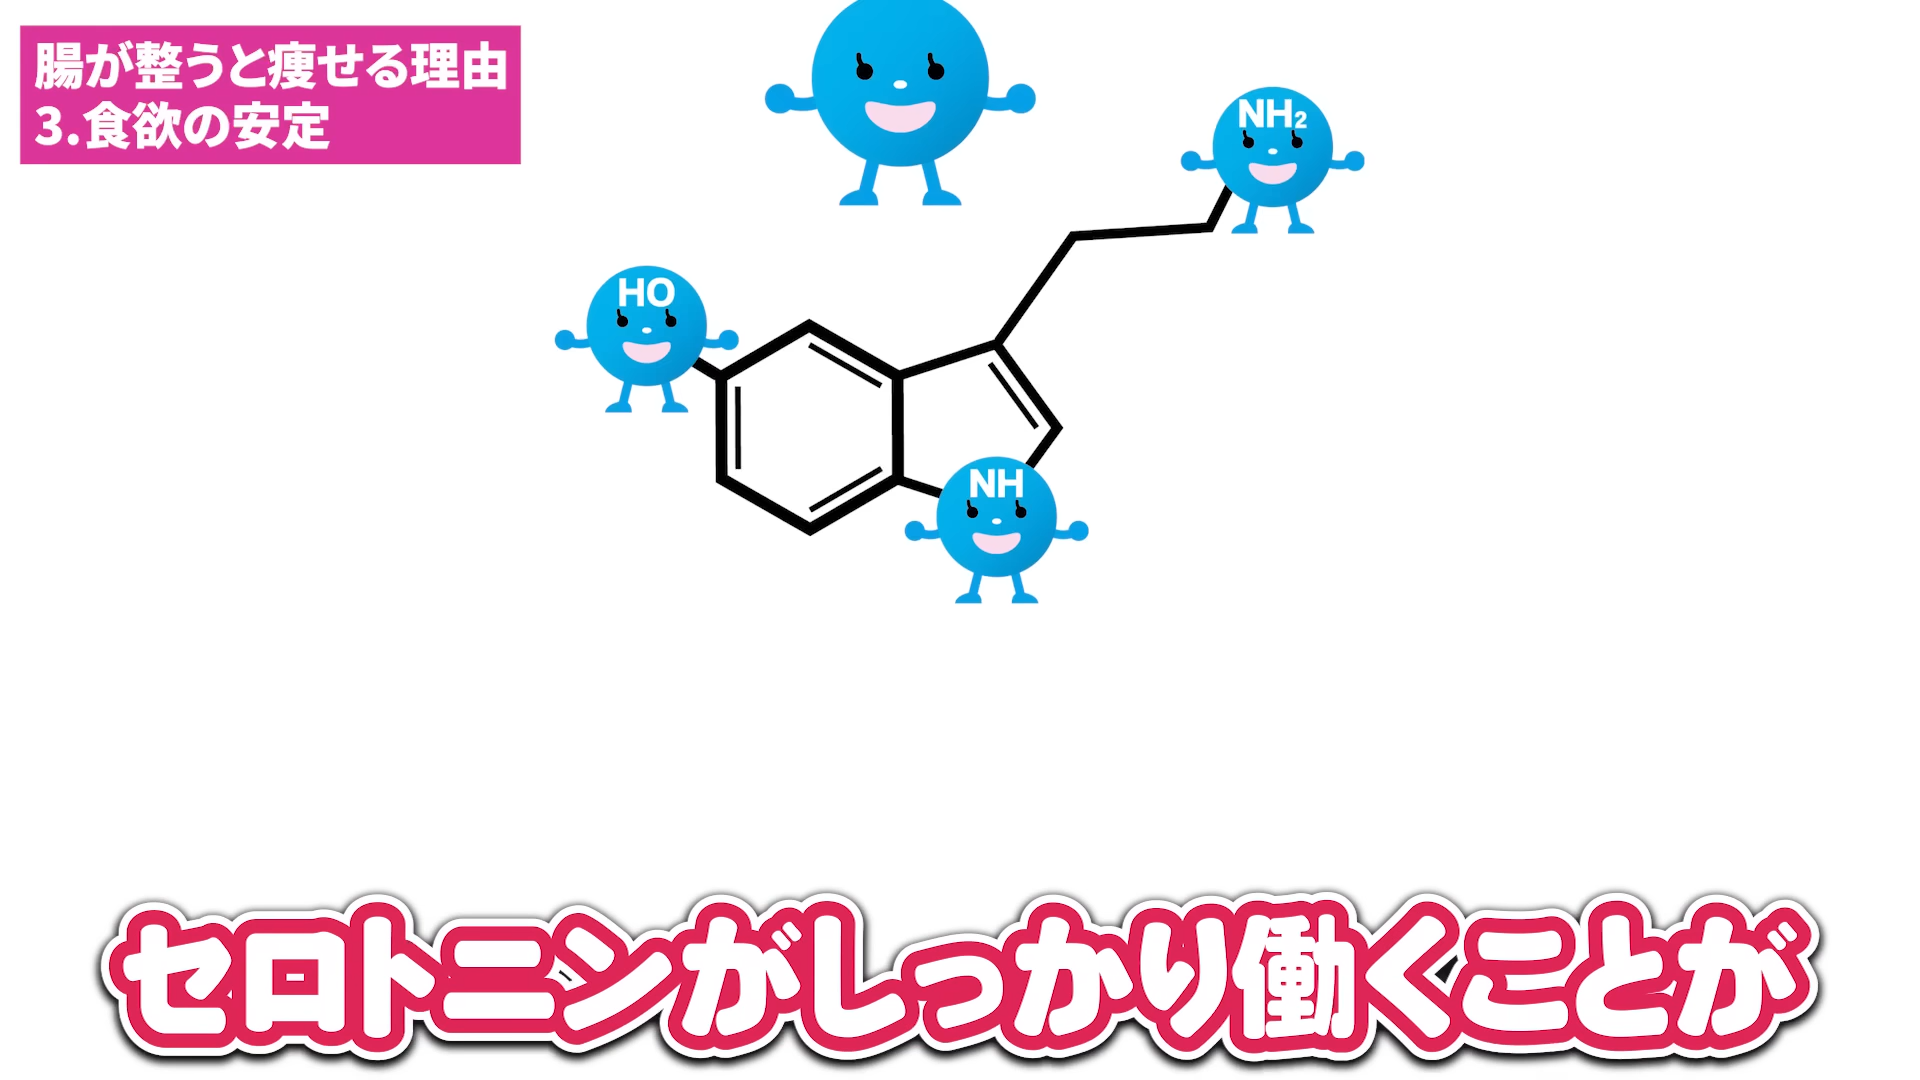 腸が整うと痩せる理由
3.食欲の安定
NH₂
HO
NH
セロトニンがしっかり働くことが